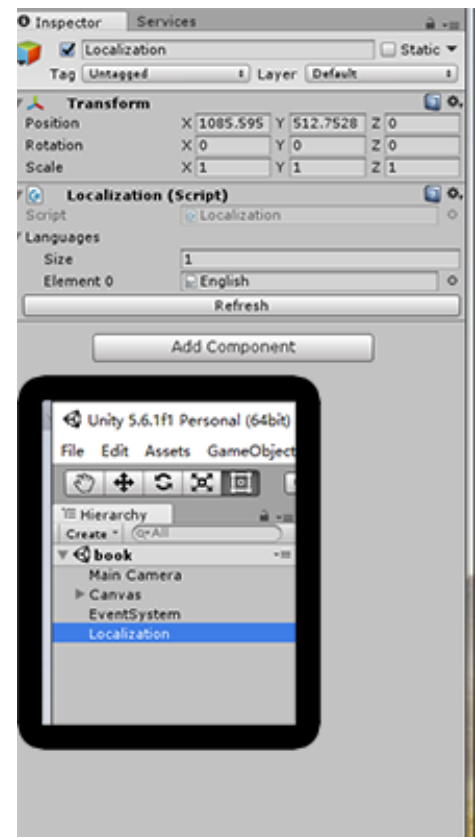 Inspector Services
Localization Static
Tag Untagged Layer Default
Transform
Position X 1085.595 Y 512.7528 Z 0
Rotation X 0 Y 0 Z 0
Scale X 1 Y 1 Z 1
Localization (Script)
Script Localization
Languages
Size 1
Element 0 English
Refresh
Add Component
Unity 5.6.1f1 Personal (64bit)
File Edit Assets GameObject
Hierarchy
Create All
book
Main Camera
Canvas
EventSystem
Localization